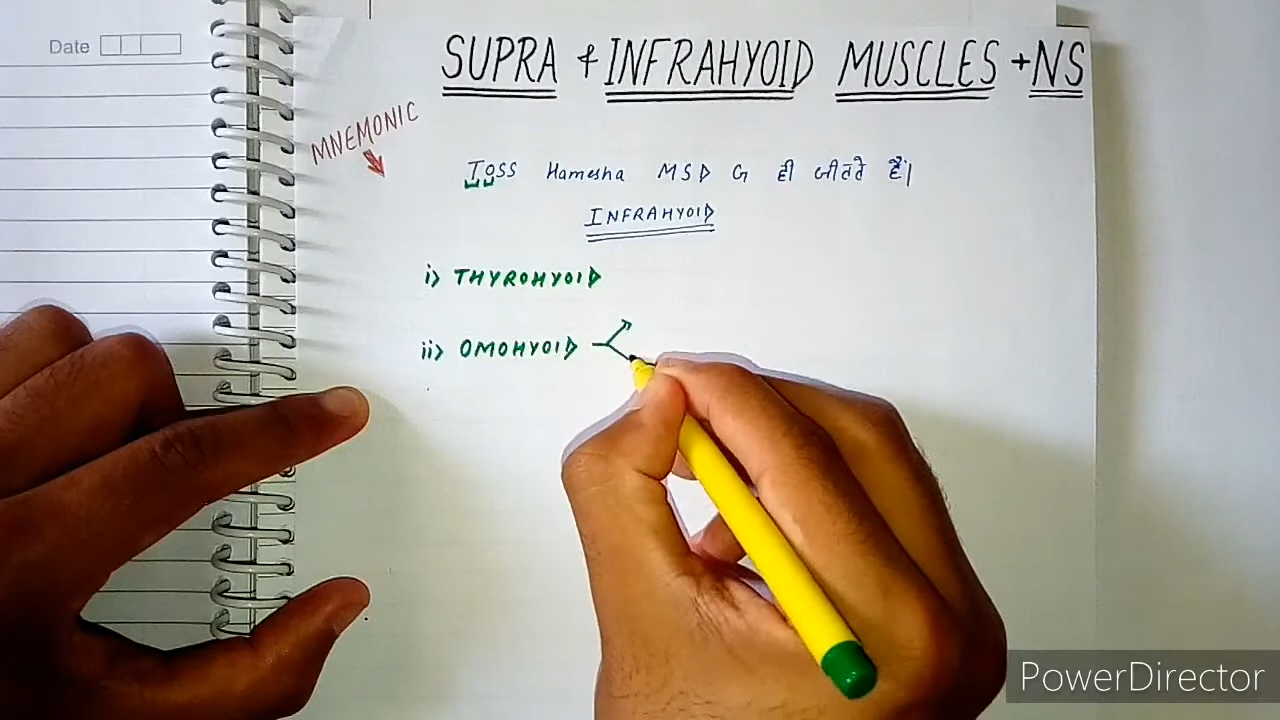 Date
SUPRA & INFRAHYOID MUSCLES + NS
MNEMONIC
TOSS Hamesha MSD G ही जीतते हैं|
INFRAHYOID
i) THYROHYOID
ii) OMOHYOID
PowerDirector